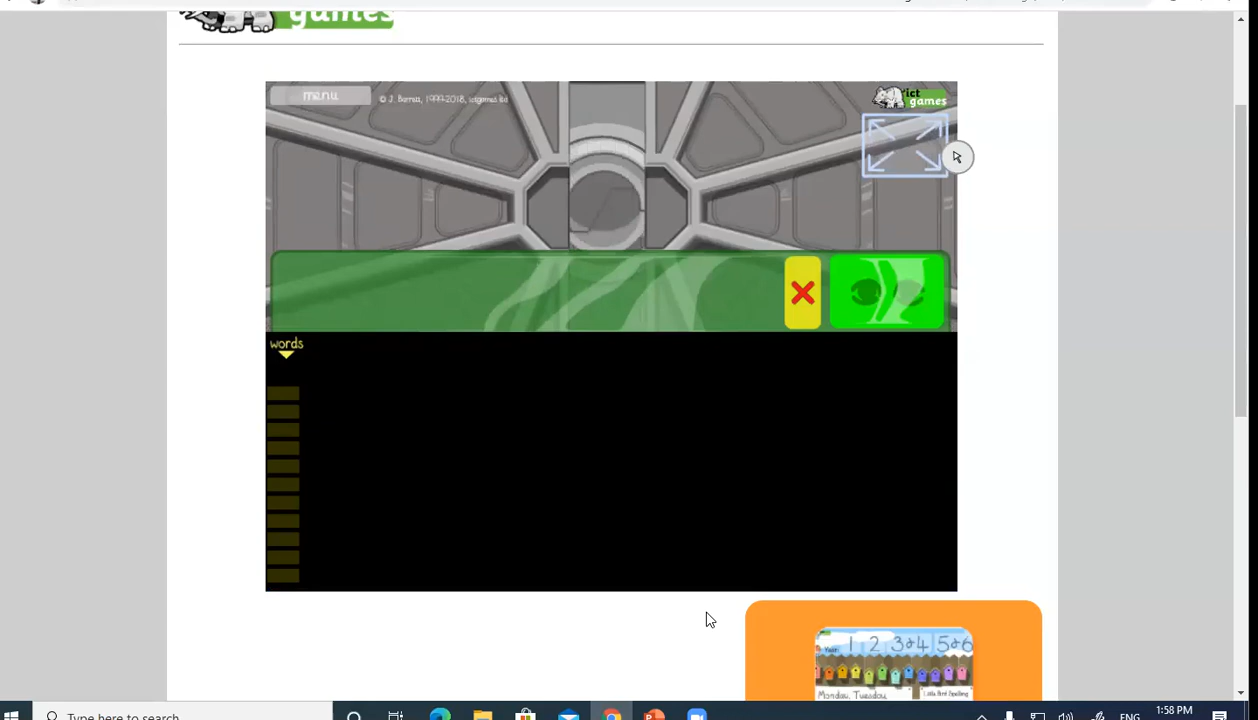 games
menu
© J. Barrett, 1999-2018, ictgames ltd
ict
games
words
Year: 1 2 3&4 5&6
Monday, Tuesday
Little Bird Spelling
1:58 PM
Type here to search
ENG